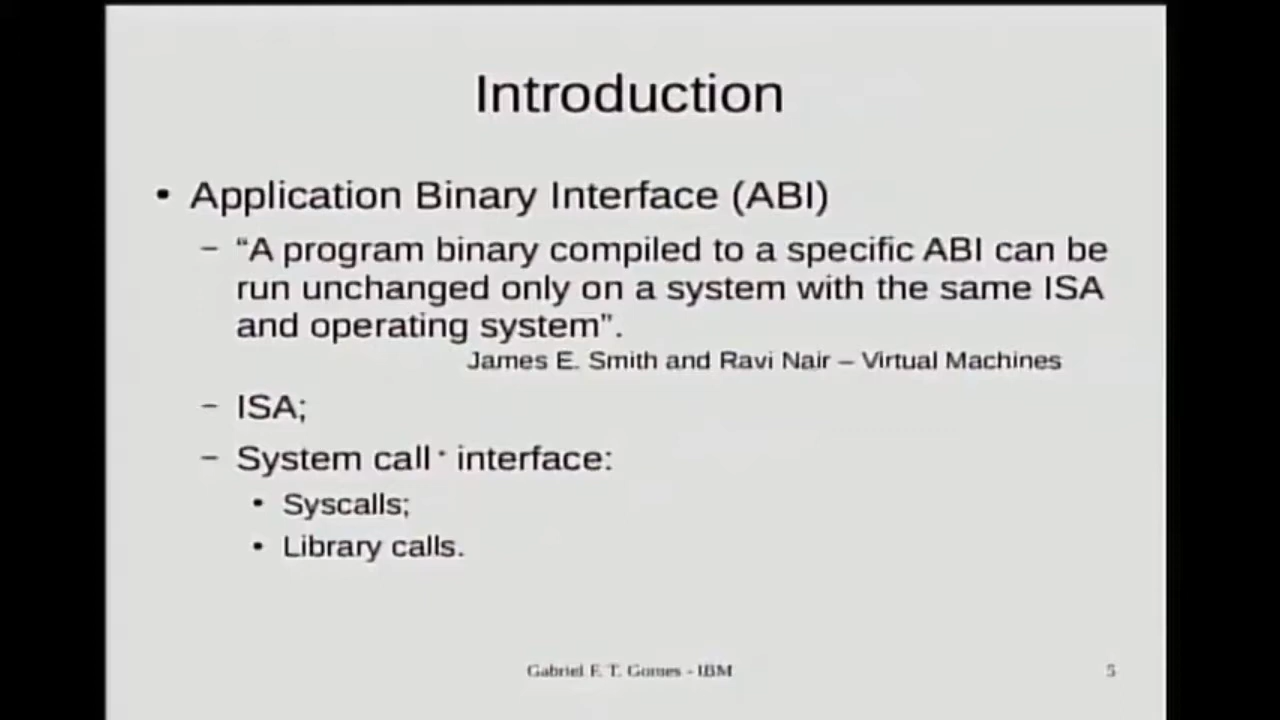 Introduction
• Application Binary Interface (ABI)
– “A program binary compiled to a specific ABI can be
run unchanged only on a system with the same ISA
and operating system”.
James E. Smith and Ravi Nair – Virtual Machines
– ISA;
– System call interface:
• Syscalls;
• Library calls.
Gabriel F. T. Gomes - IBM
5